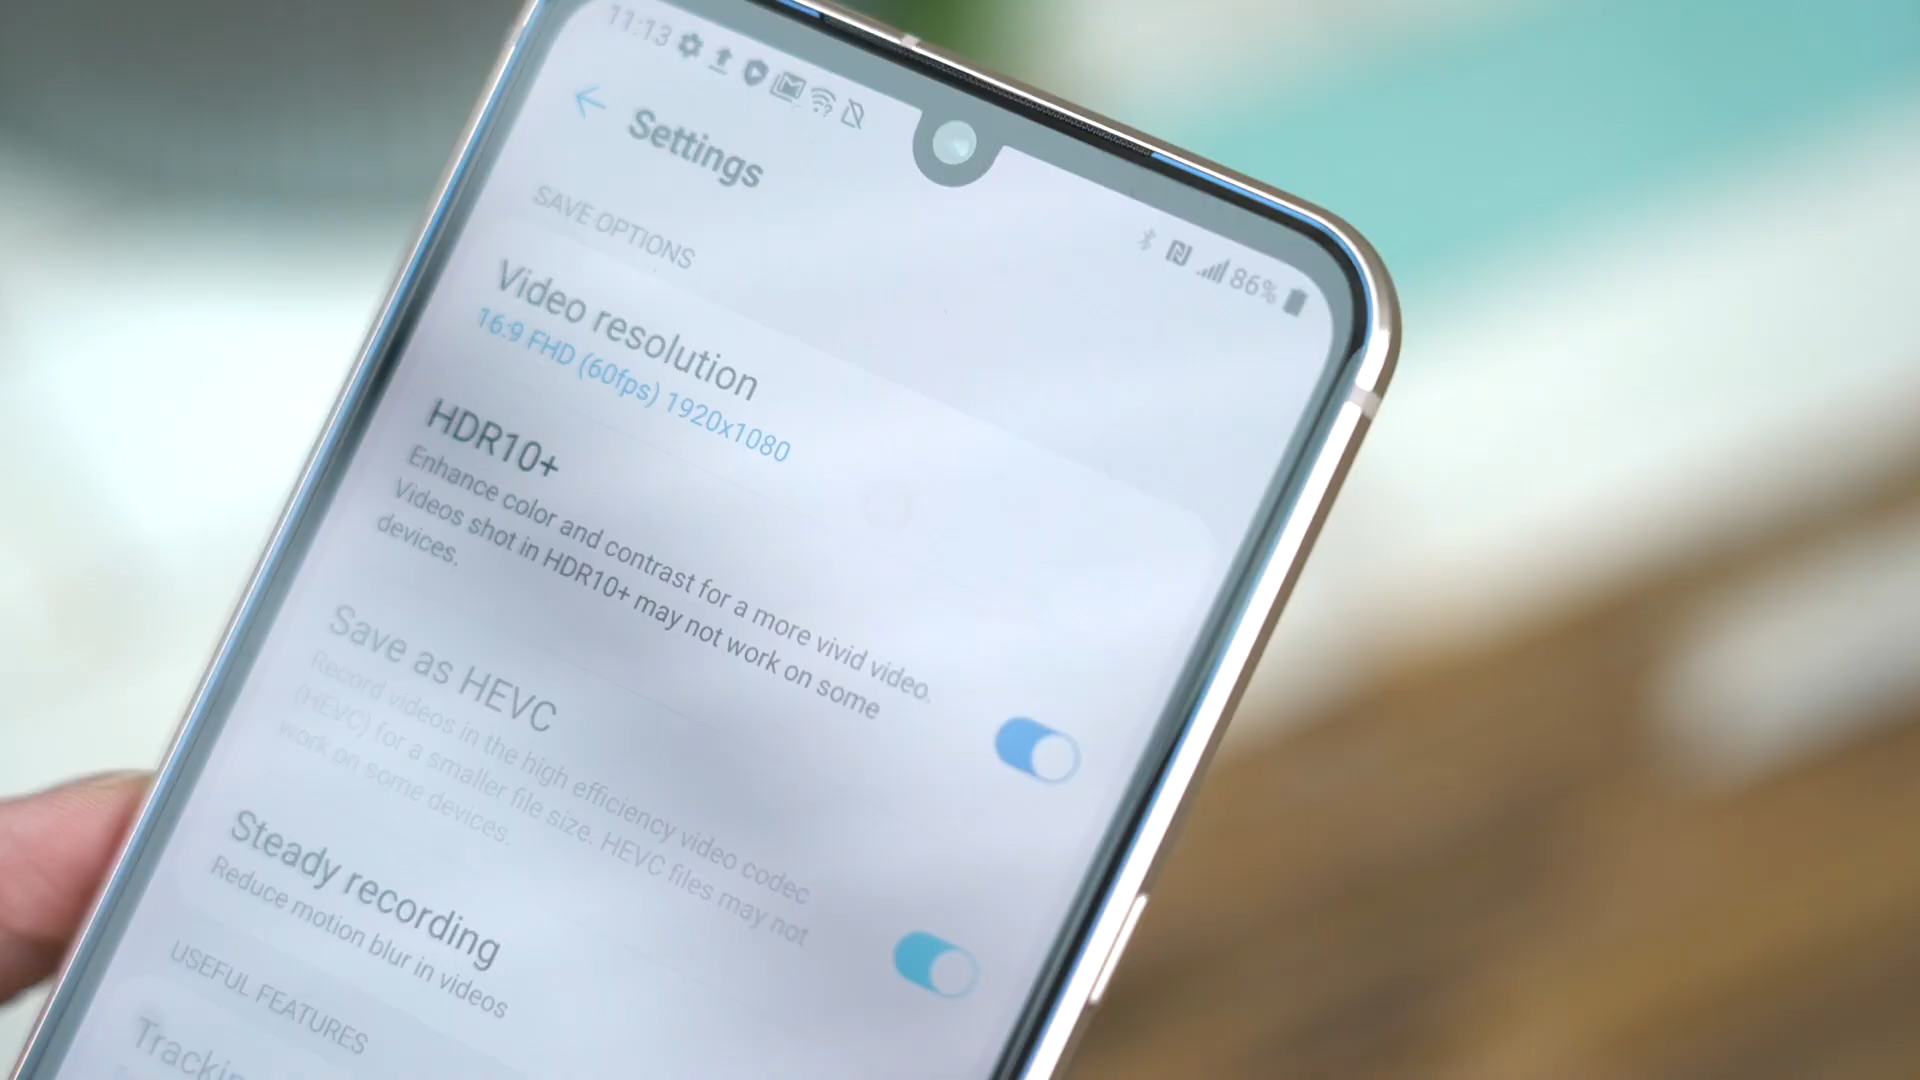 11:13
86%
Settings
SAVE OPTIONS
Video resolution
16:9 FHD (60fps) 1920x1080
HDR10+
Enhance color and contrast for a more vivid video.
Videos shot in HDR10+ may not work on some
devices.
Save as HEVC
Record videos in the high efficiency video codec
(HEVC) for a smaller file size. HEVC files may not
work on some devices.
Steady recording
Reduce motion blur in videos
USEFUL FEATURES